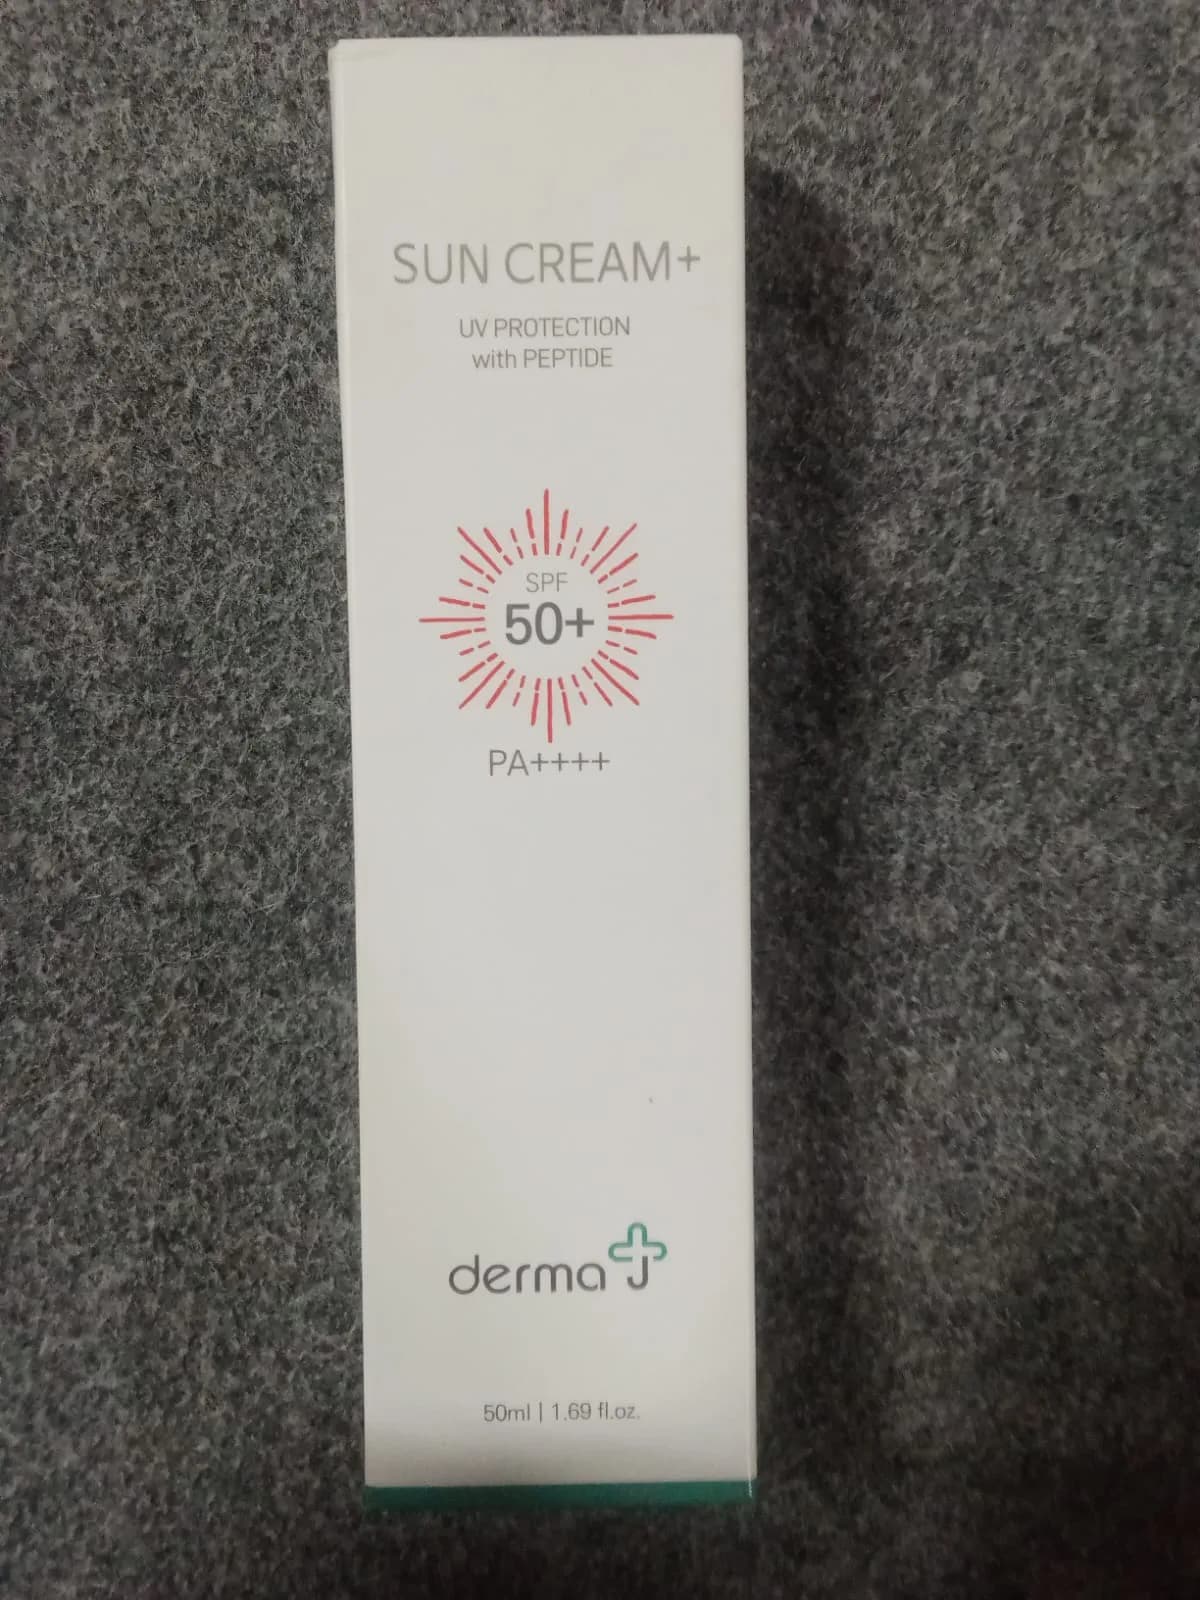 SUN CREAM+
UV PROTECTION
with PEPTIDE
SPF
50+
PA++++
derma J
50ml | 1.69 fl.oz.